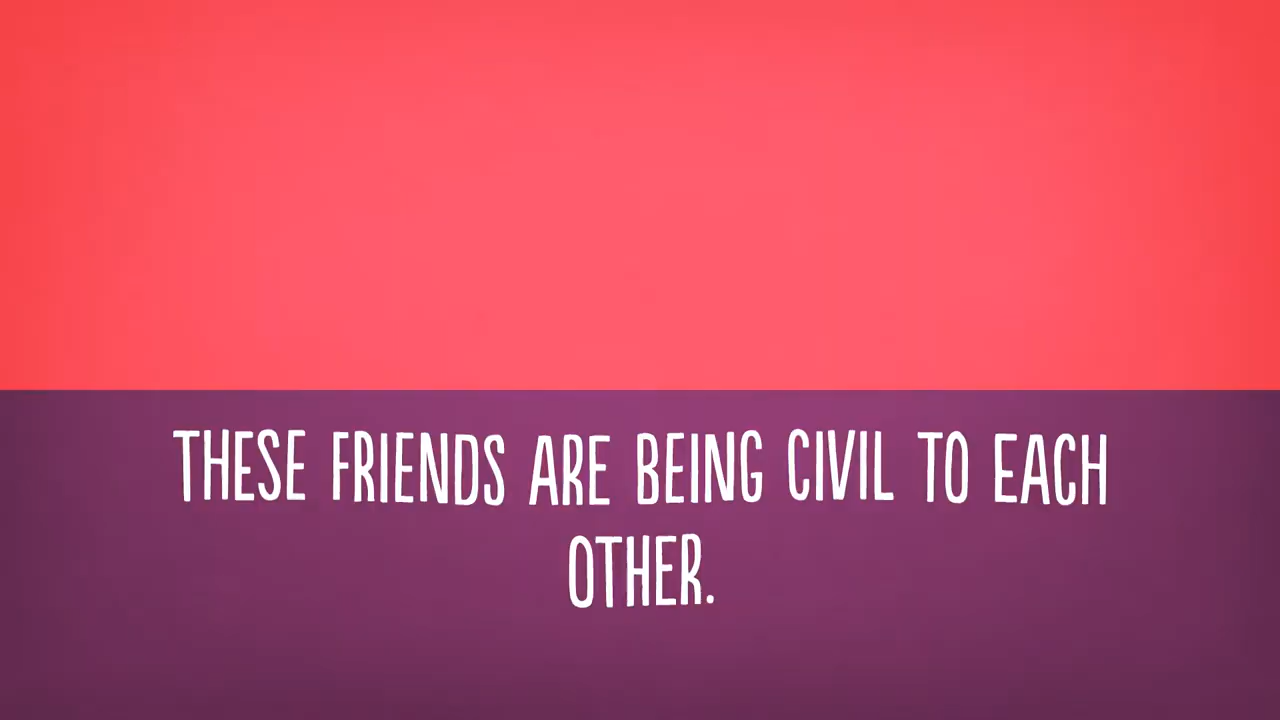 THESE FRIENDS ARE BEING CIVIL TO EACH
OTHER.